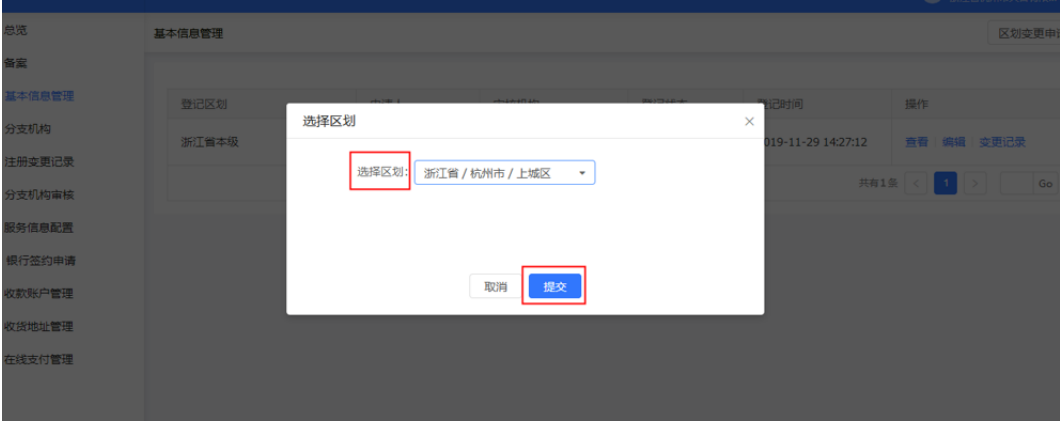 总览
基本信息管理
区划变更申
备案
基本信息管理
登记区划
登记时间
操作
选择区划
分支机构
浙江省本级
019-11-29 14:27:12
查看 编辑 变更记录
注册变更记录
选择区划: 浙江省 / 杭州市 / 上城区
共有1条 < 1 > Go
分支机构审核
服务信息配置
银行签约申请
取消 提交
收款账户管理
收货地址管理
在线支付管理